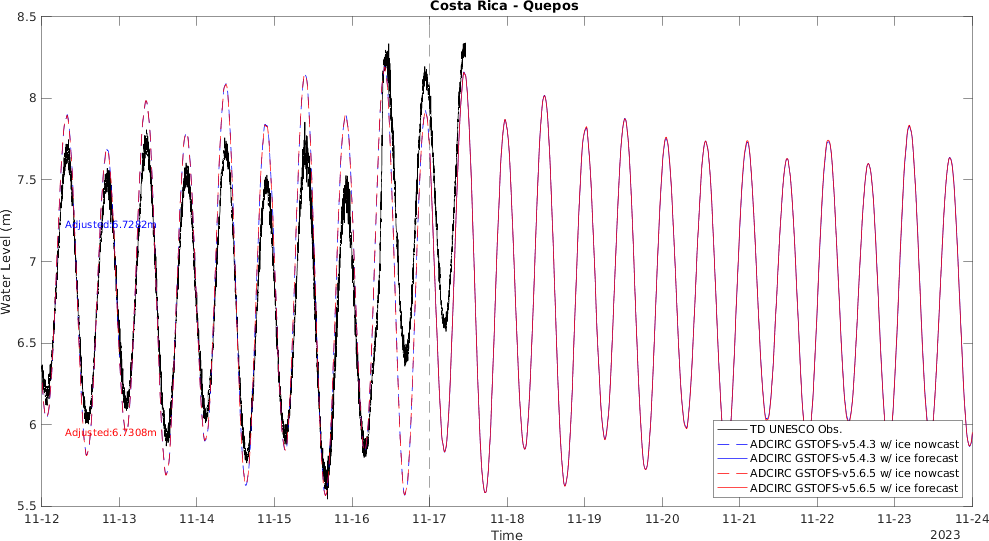 Costa Rica - Quepos
8.5
8
7.5
7
6.5
6
5.5
Water Level (m)
Adjusted:6.7282m
Adjusted:6.7308m
TD UNESCO Obs.
ADCIRC GSTOFS-v5.4.3 w/ ice nowcast
ADCIRC GSTOFS-v5.4.3 w/ ice forecast
ADCIRC GSTOFS-v5.6.5 w/ ice nowcast
ADCIRC GSTOFS-v5.6.5 w/ ice forecast
11-12 11-13 11-14 11-15 11-16 11-17 11-18 11-19 11-20 11-21 11-22 11-23 11-24
Time
2023